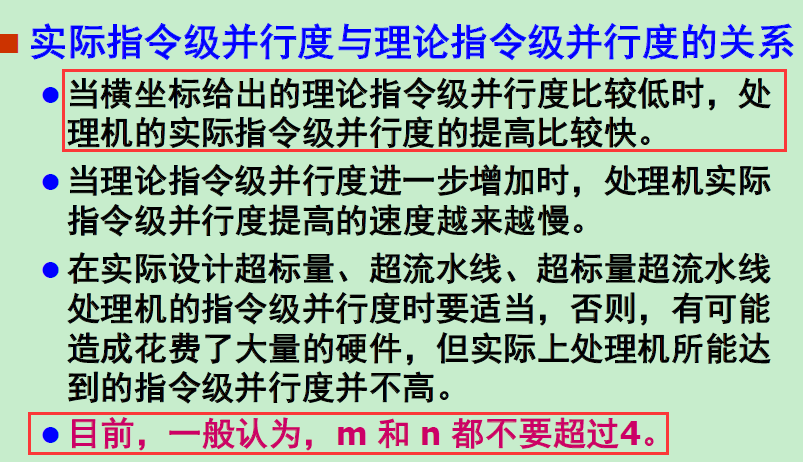 实际指令级并行度与理论指令级并行度的关系
当横坐标给出的理论指令级并行度比较低时，处
理机的实际指令级并行度的提高比较快。
当理论指令级并行度进一步增加时，处理机实际
指令级并行度提高的速度越来越慢。
在实际设计超标量、超流水线、超标量超流水线
处理机的指令级并行度时要适当，否则，有可能
造成花费了大量的硬件，但实际上处理机所能达
到的指令级并行度并不高。
目前，一般认为，m 和 n 都不要超过4。